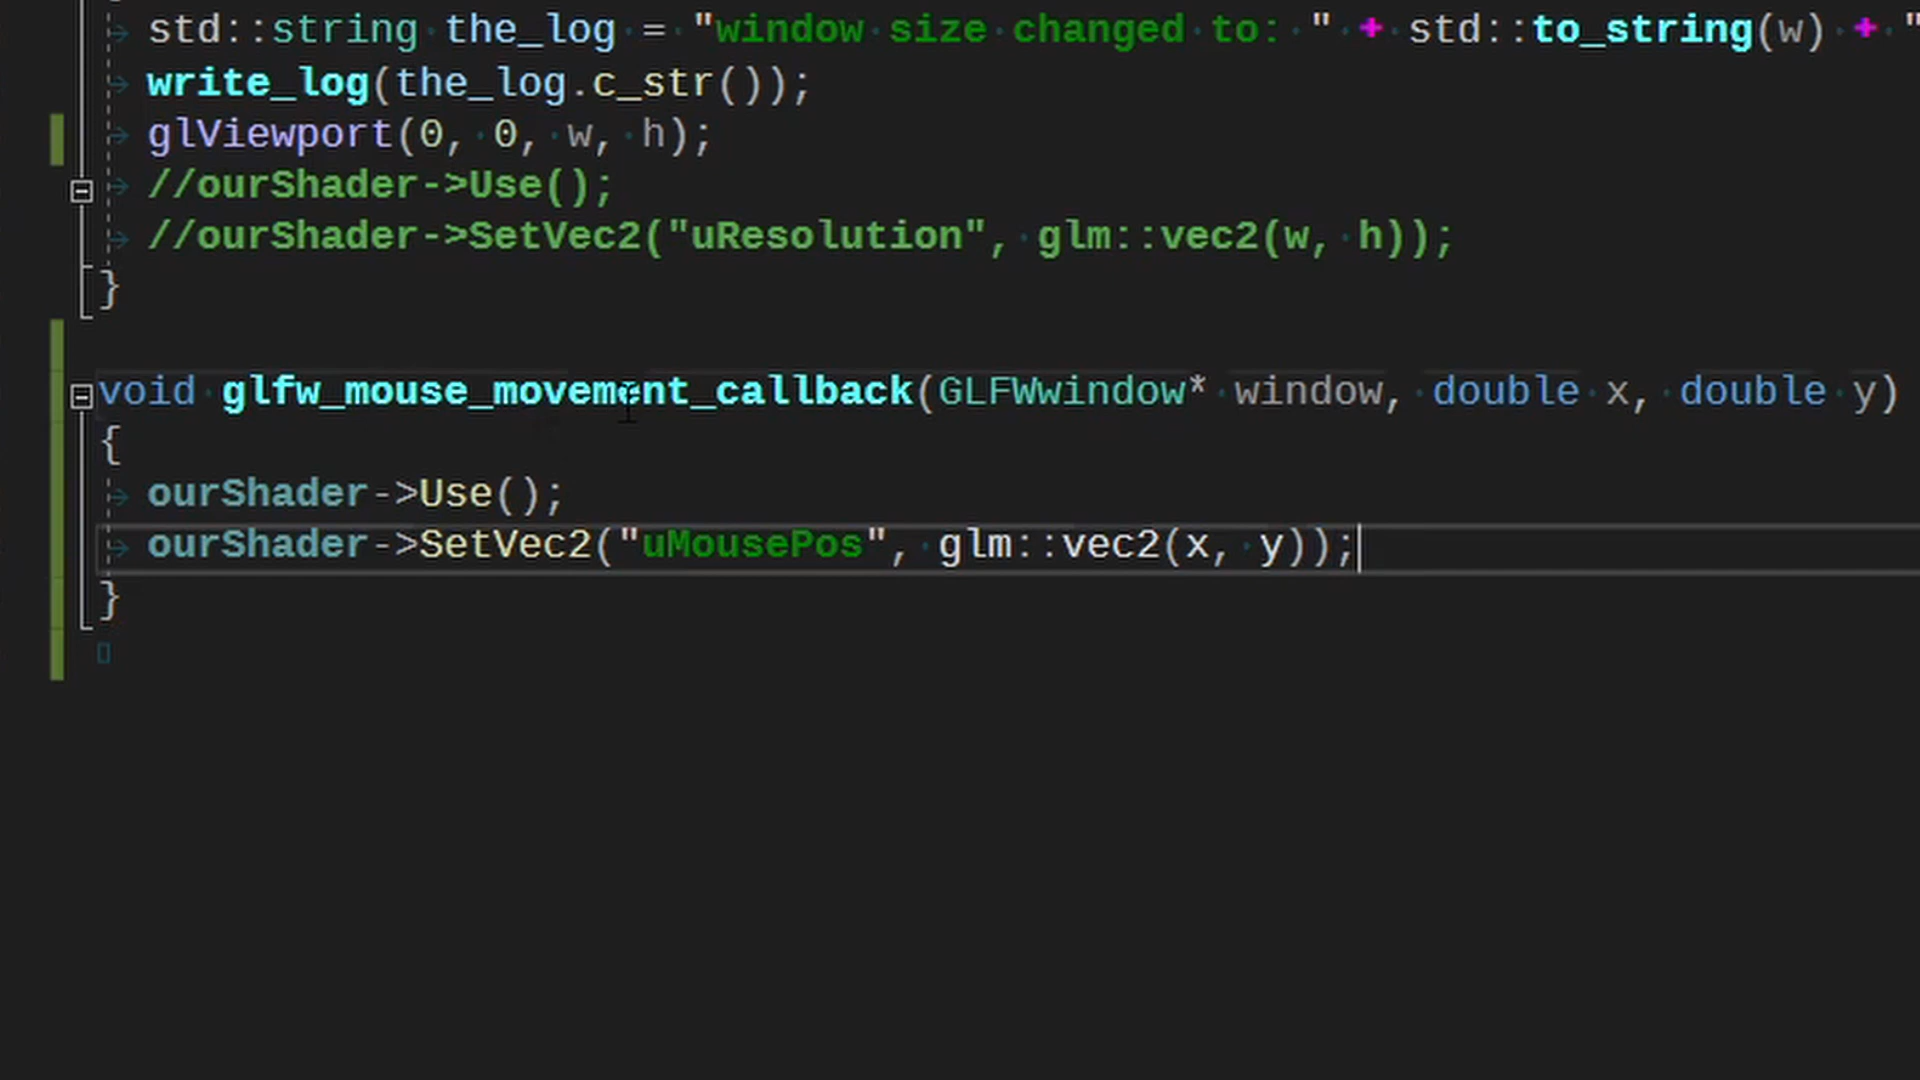 std::string the_log = "window size changed to: " + std::to_string(w) + "
write_log(the_log.c_str());
glViewport(0, 0, w, h);
//ourShader->Use();
//ourShader->SetVec2("uResolution", glm::vec2(w, h));
}
void glfw_mouse_movement_callback(GLFWwindow* window, double x, double y)
{
ourShader->Use();
ourShader->SetVec2("uMousePos", glm::vec2(x, y));
}